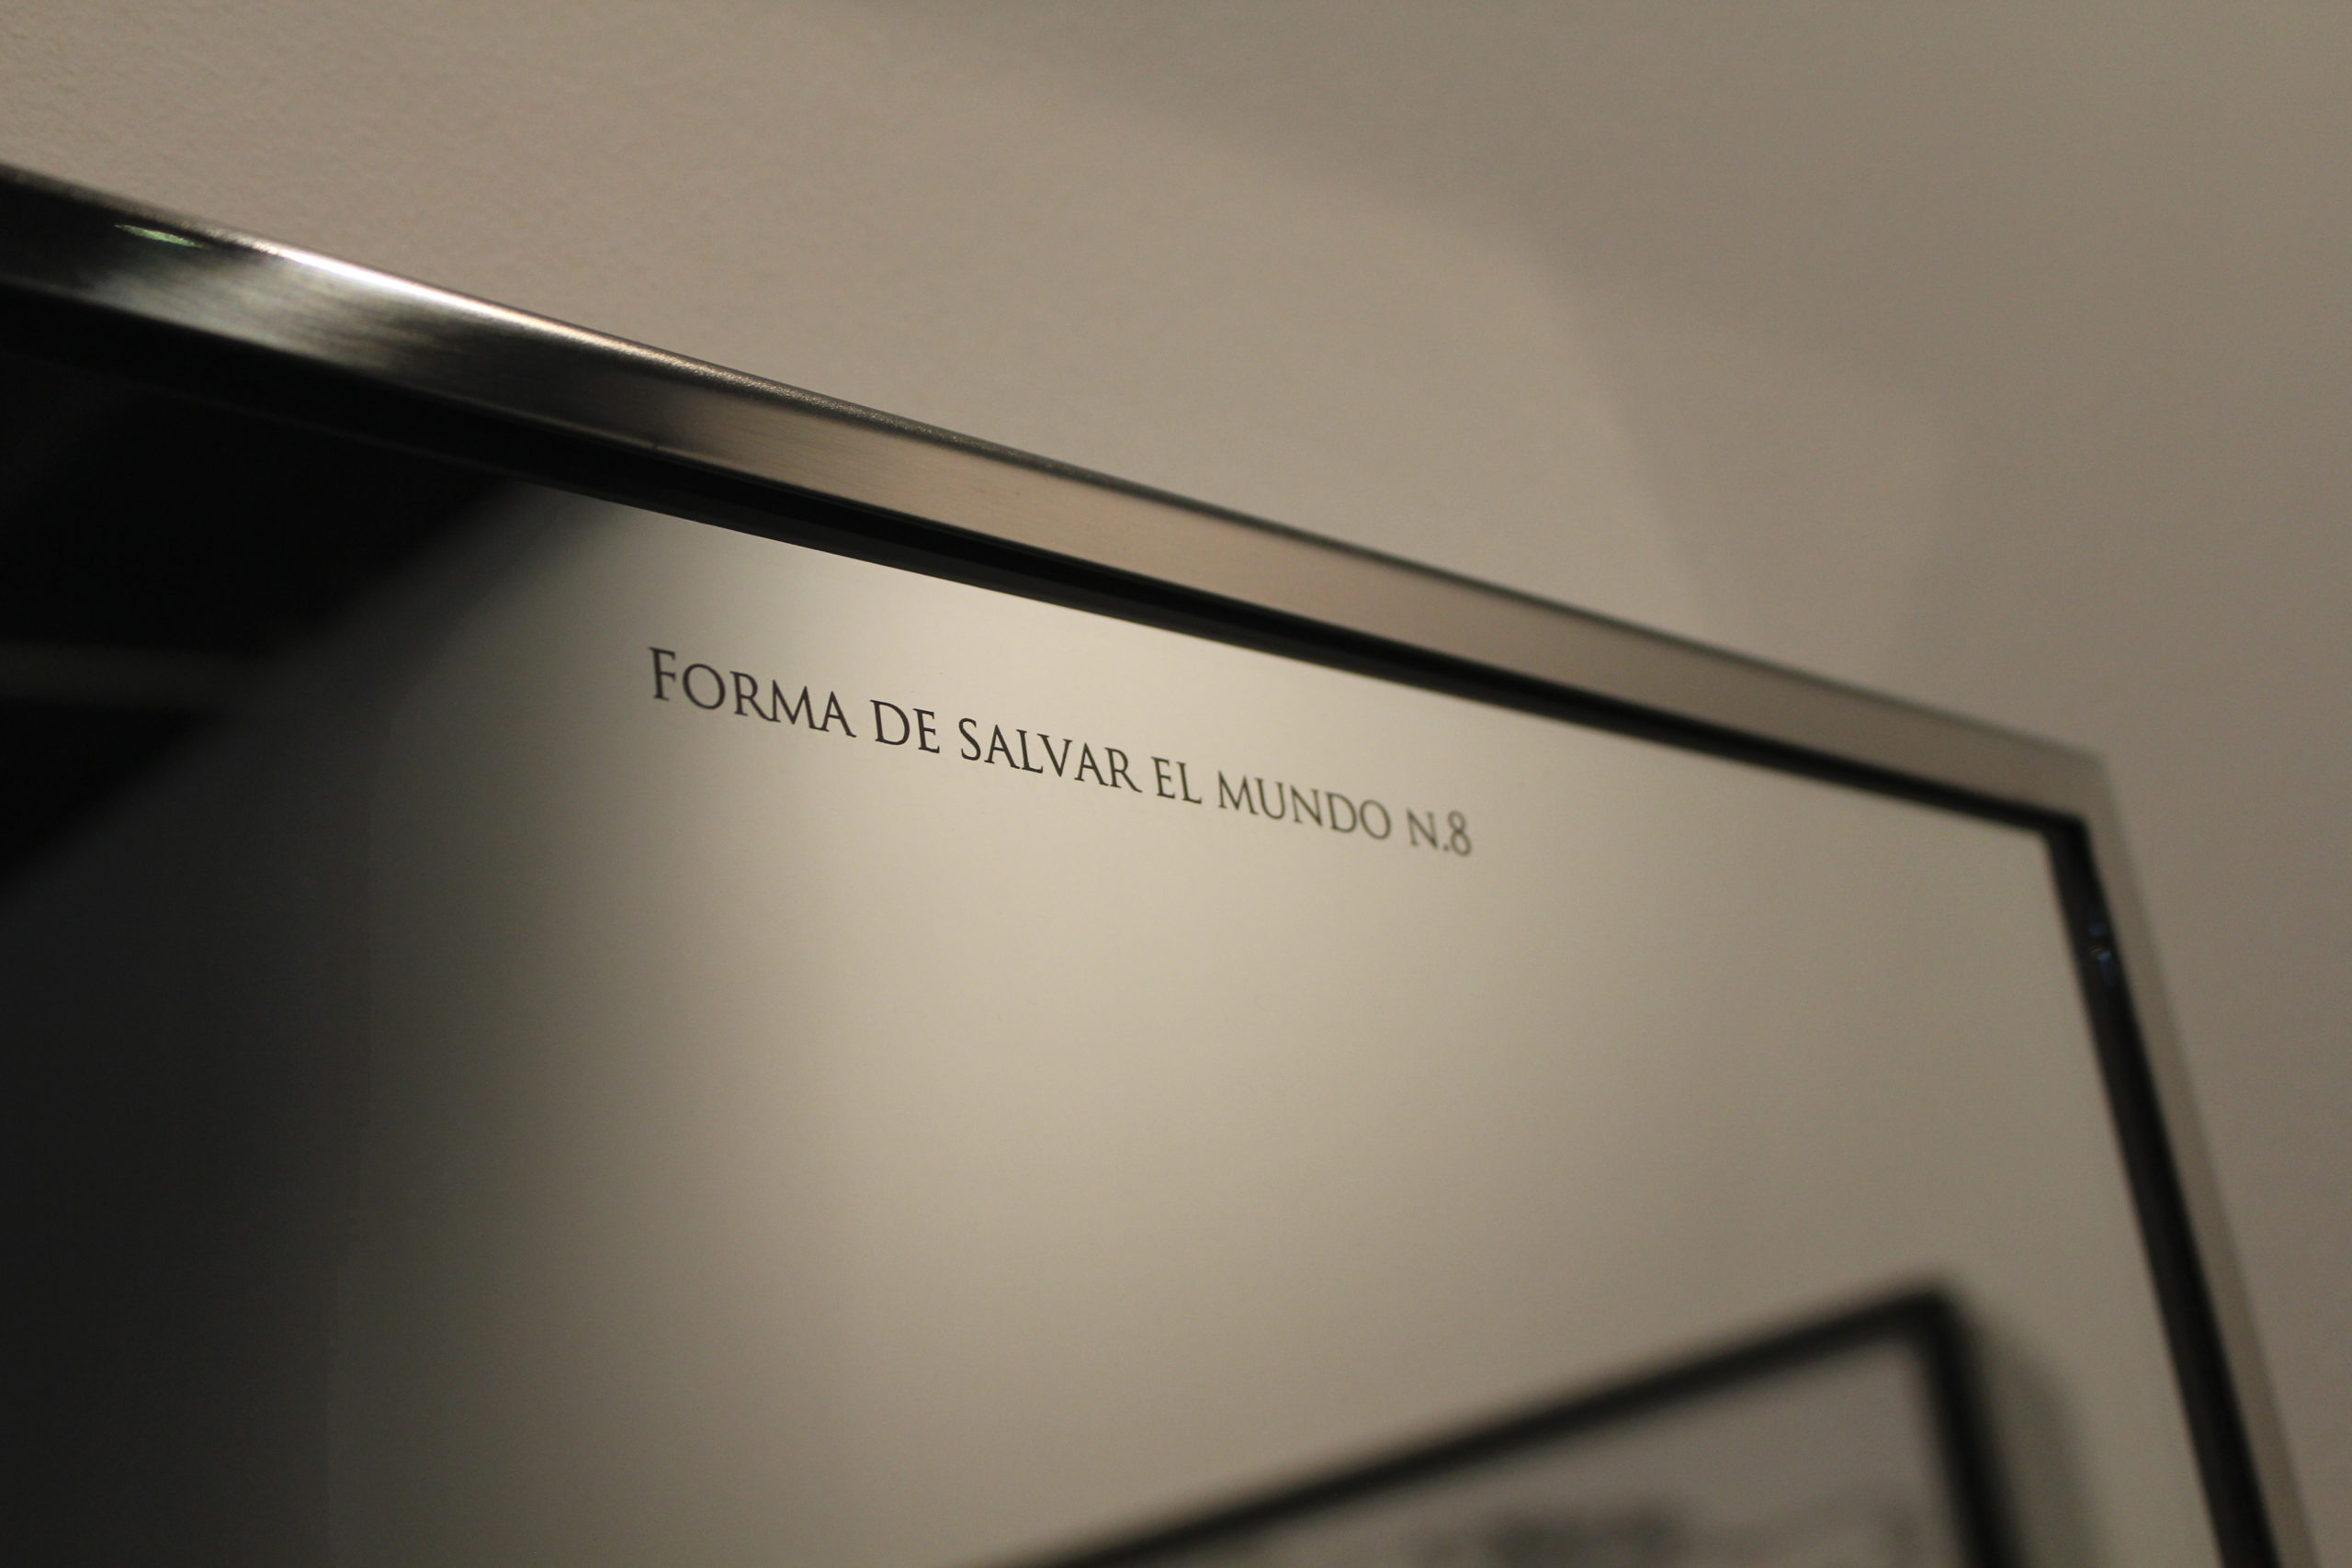 FORMA DE SALVAR EL MUNDO N.8